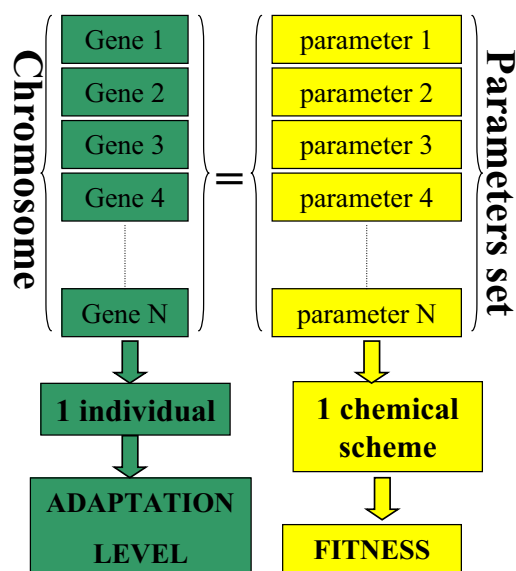 Chromosome
Gene 1
Gene 2
Gene 3
Gene 4
Gene N
=
parameter 1
parameter 2
parameter 3
parameter 4
parameter N
Parameters set
1 individual
ADAPTATION
LEVEL
1 chemical
scheme
FITNESS